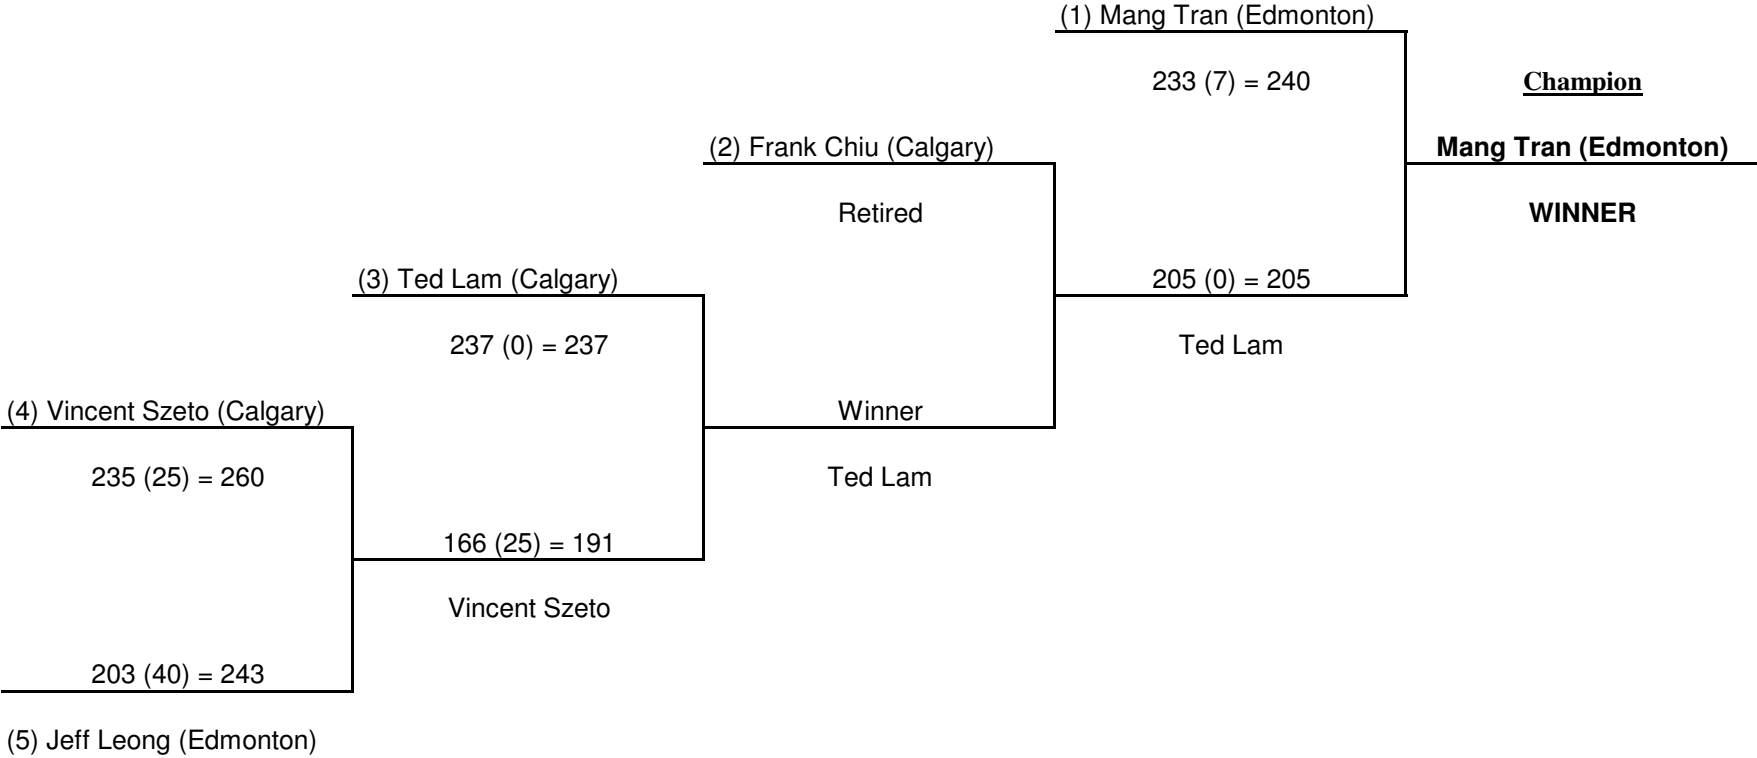 (1) Mang Tran (Edmonton)
233 (7) = 240
Champion
(2) Frank Chiu (Calgary)
Mang Tran (Edmonton)
Retired
WINNER
(3) Ted Lam (Calgary)
205 (0) = 205
237 (0) = 237
Ted Lam
(4) Vincent Szeto (Calgary)
Winner
235 (25) = 260
Ted Lam
166 (25) = 191
Vincent Szeto
203 (40) = 243
(5) Jeff Leong (Edmonton)